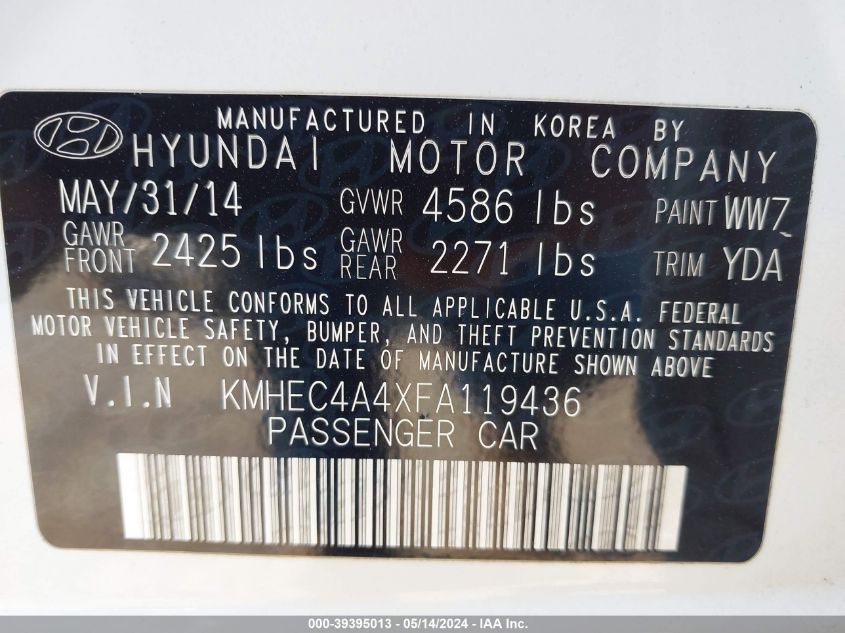 MANUFACTURED IN KOREA BY
HYUNDAI MOTOR COMPANY
MAY/31/14 GVWR 4586 lbs PAINT WW7
GAWR FRONT 2425 lbs GAWR REAR 2271 lbs TRIM YDA
THIS VEHICLE CONFORMS TO ALL APPLICABLE U.S.A. FEDERAL
MOTOR VEHICLE SAFETY, BUMPER, AND THEFT PREVENTION STANDARDS
IN EFFECT ON THE DATE OF MANUFACTURE SHOWN ABOVE
V.I.N KMHEC4A4XFA119436
PASSENGER CAR
000-39395013 - 05/14/2024 - IAA Inc.